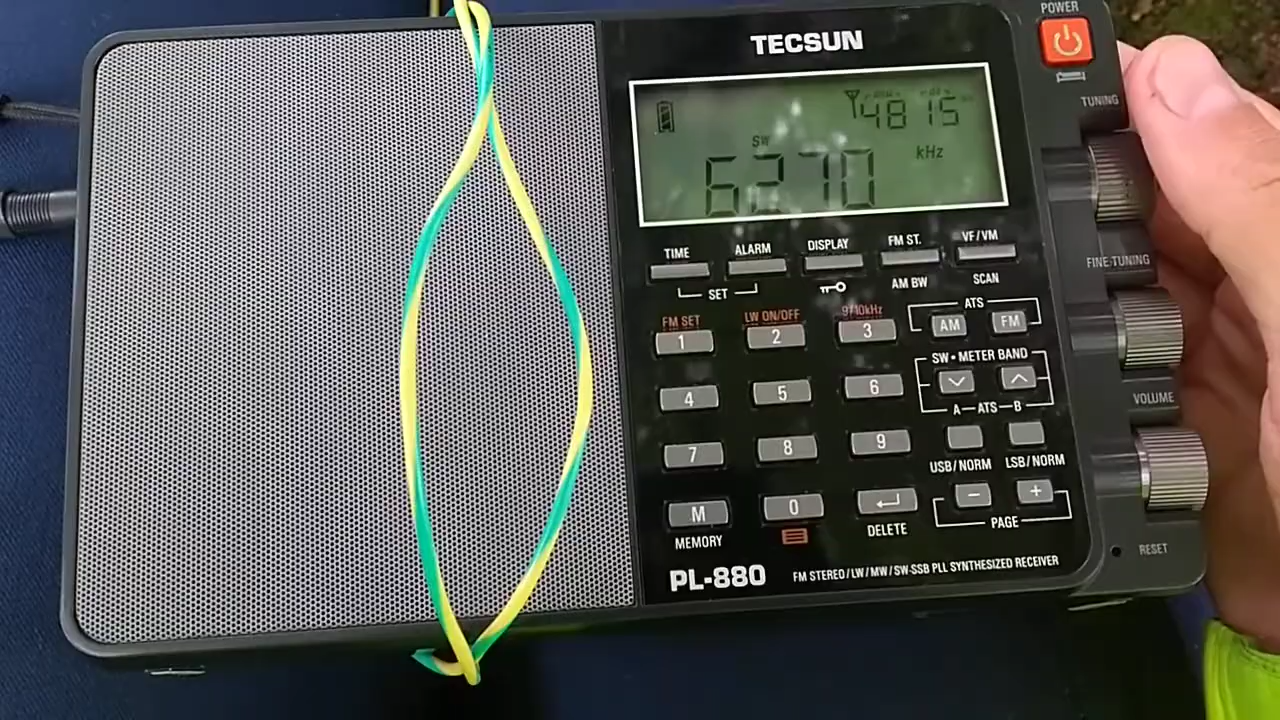 POWER
TECSUN
TUNING
4815
SW
6270 kHz
TIME ALARM DISPLAY FM ST. VF/VM
SET AM BW SCAN
FINE TUNING
FM SET LW ON/OFF 9/10kHz ATS
1 2 3 AM FM
SW•METER BAND
4 5 6
VOLUME
A—ATS—B
7 8 9
USB/NORM LSB/NORM
M 0 − +
MEMORY DELETE PAGE
RESET
PL-880 FM STEREO/LW/MW/SW-SSB PLL SYNTHESIZED RECEIVER